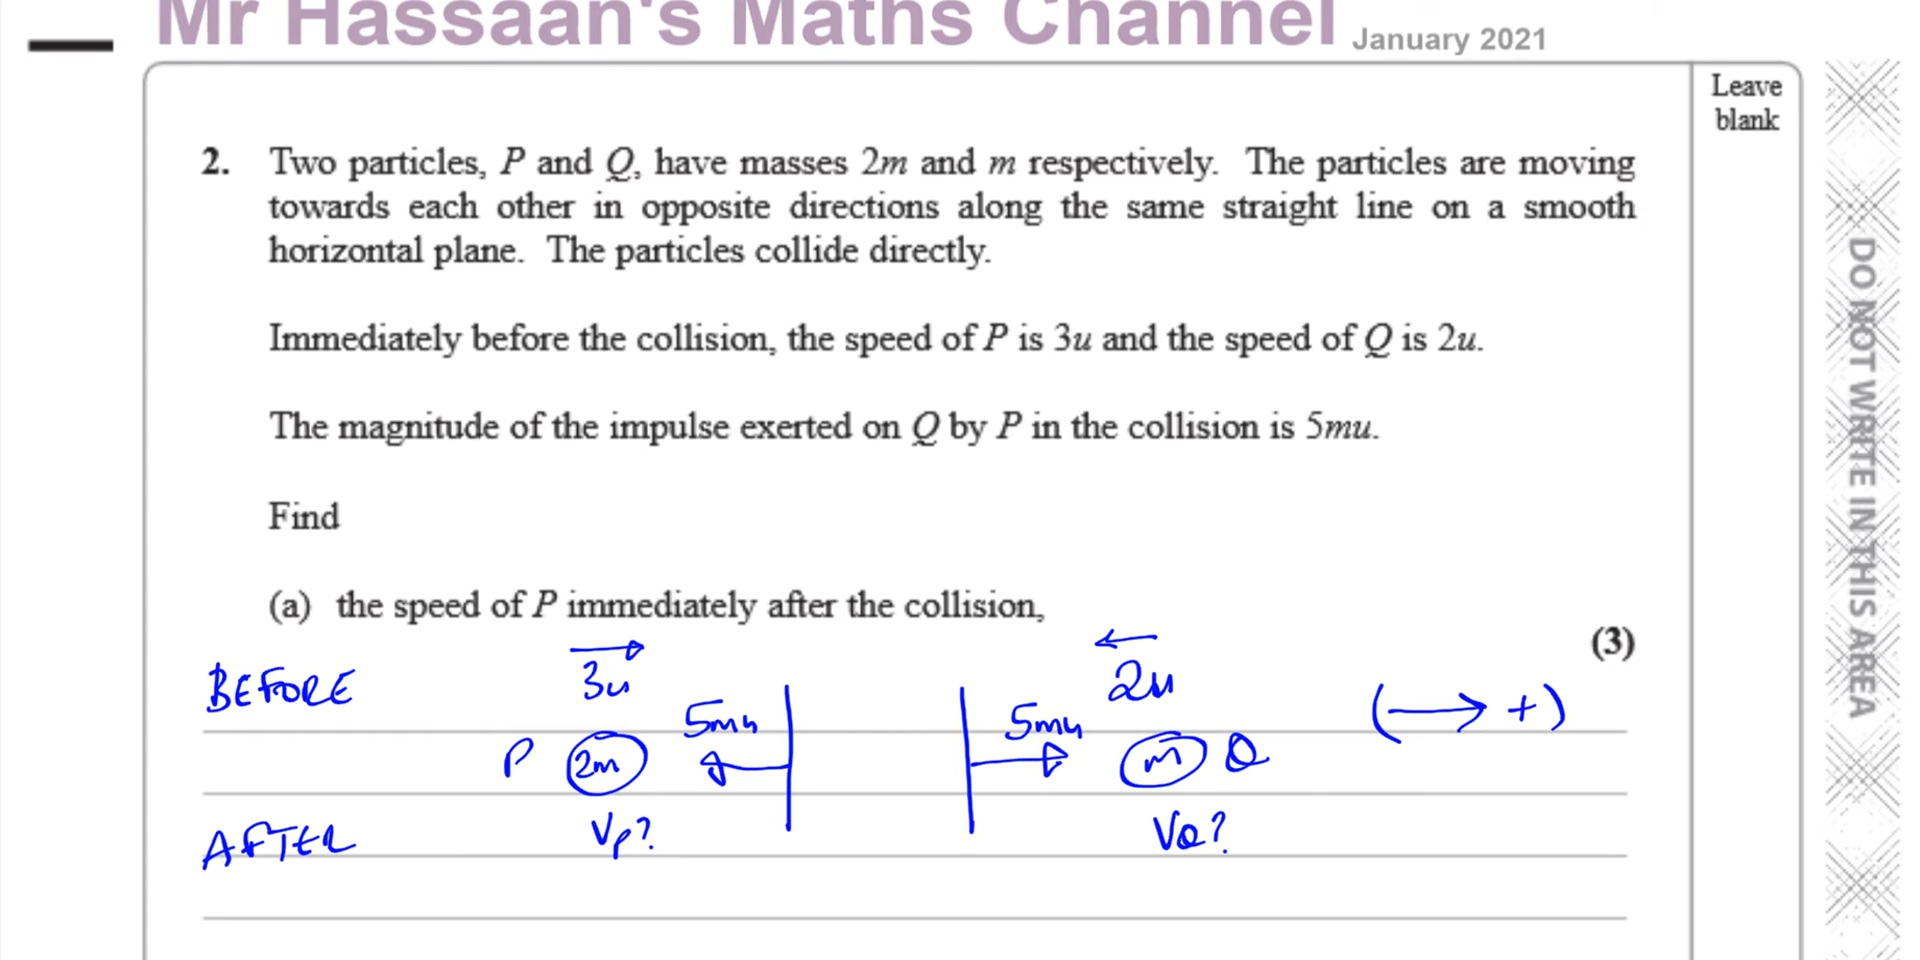 Mr Hassaan's Maths Channel January 2021
Leave
blank
2. Two particles, P and Q, have masses 2m and m respectively. The particles are moving
towards each other in opposite directions along the same straight line on a smooth
horizontal plane. The particles collide directly.
Immediately before the collision, the speed of P is 3u and the speed of Q is 2u.
The magnitude of the impulse exerted on Q by P in the collision is 5mu.
Find
(a) the speed of P immediately after the collision,
(3)
BEFORE 3u 2u
5mu 5mu (→ +)
P 2m m Q
AFTER Vp? VQ?
DO NOT WRITE IN THIS AREA